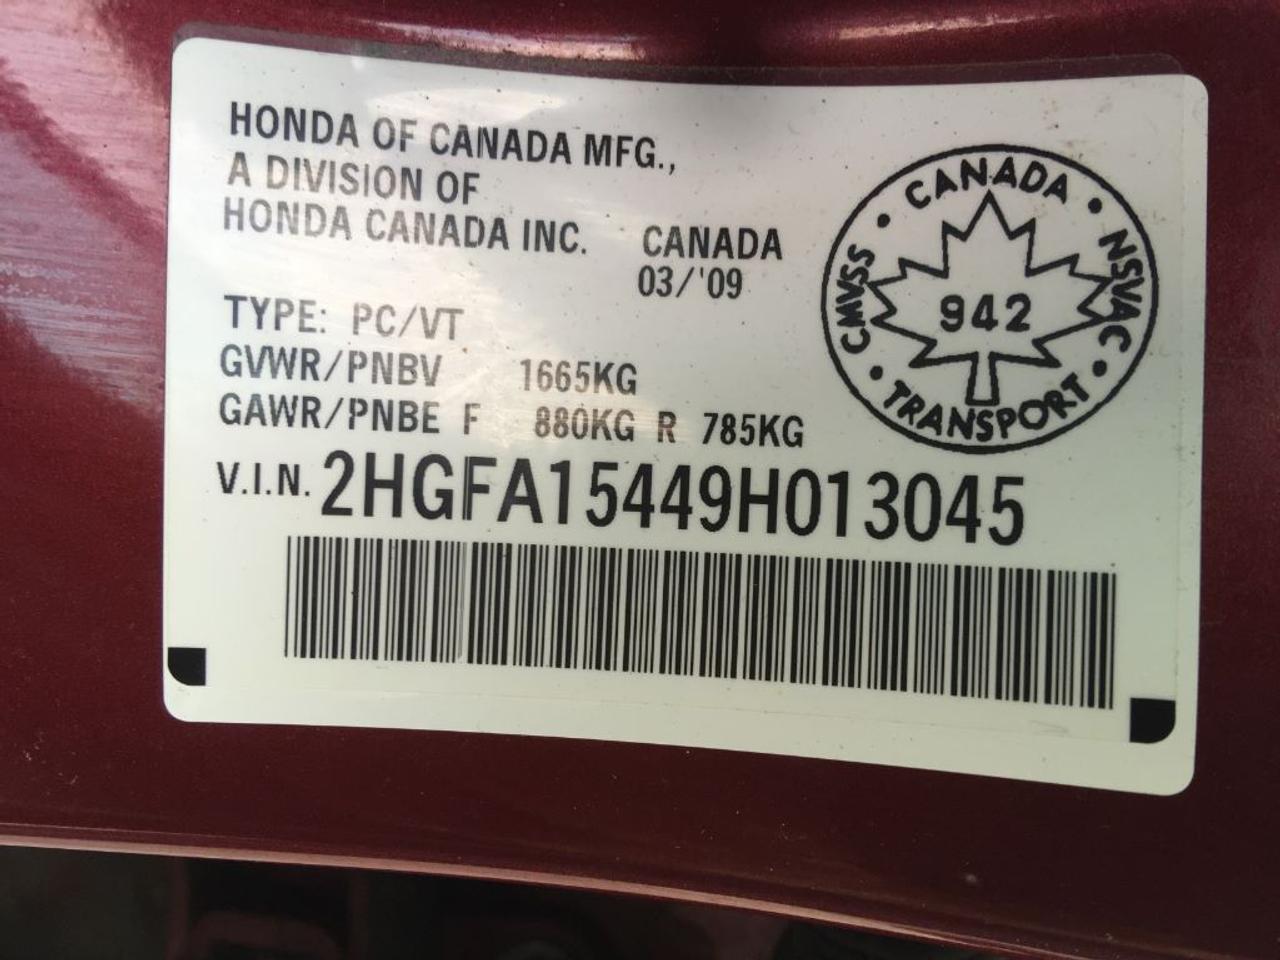 HONDA OF CANADA MFG.,
A DIVISION OF
HONDA CANADA INC. CANADA
03/'09
TYPE: PC/VT
GVWR/PNBV 1665KG
GAWR/PNBE F 880KG R 785KG
V.I.N. 2HGFA15449H013045
CANADA
CMVSS
NSVAC
942
TRANSPORT